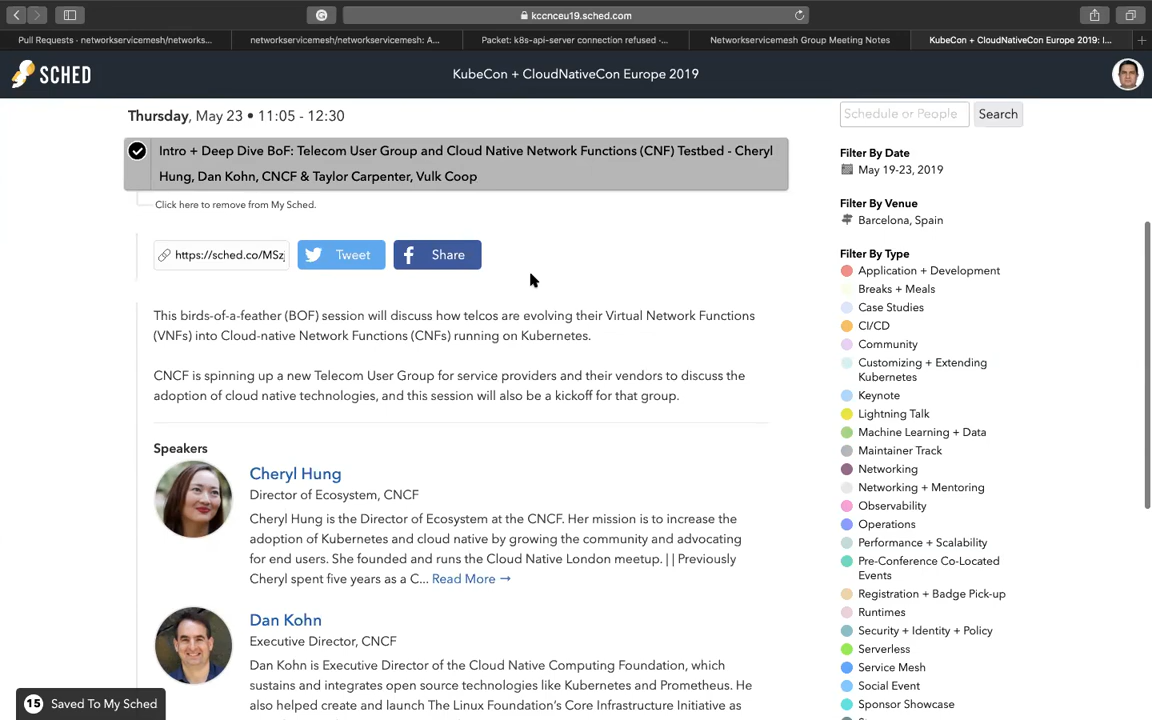 kccnceu19.sched.com
Pull Requests - networkservicemesh/networks...
networkservicemesh/networkservicemesh: A...
Packet: k8s-api-server connection refused -...
Networkservicemesh Group Meeting Notes
KubeCon + CloudNativeCon Europe 2019: I...
SCHED
KubeCon + CloudNativeCon Europe 2019
Thursday, May 23 • 11:05 - 12:30
Intro + Deep Dive BoF: Telecom User Group and Cloud Native Network Functions (CNF) Testbed - Cheryl
Hung, Dan Kohn, CNCF & Taylor Carpenter, Vulk Coop
Click here to remove from My Sched.
https://sched.co/MSzj
Tweet
Share
This birds-of-a-feather (BOF) session will discuss how telcos are evolving their Virtual Network Functions
(VNFs) into Cloud-native Network Functions (CNFs) running on Kubernetes.
CNCF is spinning up a new Telecom User Group for service providers and their vendors to discuss the
adoption of cloud native technologies, and this session will also be a kickoff for that group.
Speakers
Cheryl Hung
Director of Ecosystem, CNCF
Cheryl Hung is the Director of Ecosystem at the CNCF. Her mission is to increase the
adoption of Kubernetes and cloud native by growing the community and advocating
for end users. She founded and runs the Cloud Native London meetup. | | Previously
Cheryl spent five years as a C... Read More →
Dan Kohn
Executive Director, CNCF
Dan Kohn is Executive Director of the Cloud Native Computing Foundation, which
sustains and integrates open source technologies like Kubernetes and Prometheus. He
also helped create and launch The Linux Foundation's Core Infrastructure Initiative as
15 Saved To My Sched
Schedule or People
Search
Filter By Date
May 19-23, 2019
Filter By Venue
Barcelona, Spain
Filter By Type
Application + Development
Breaks + Meals
Case Studies
CI/CD
Community
Customizing + Extending
Kubernetes
Keynote
Lightning Talk
Machine Learning + Data
Maintainer Track
Networking
Networking + Mentoring
Observability
Operations
Performance + Scalability
Pre-Conference Co-Located
Events
Registration + Badge Pick-up
Runtimes
Security + Identity + Policy
Serverless
Service Mesh
Social Event
Sponsor Showcase